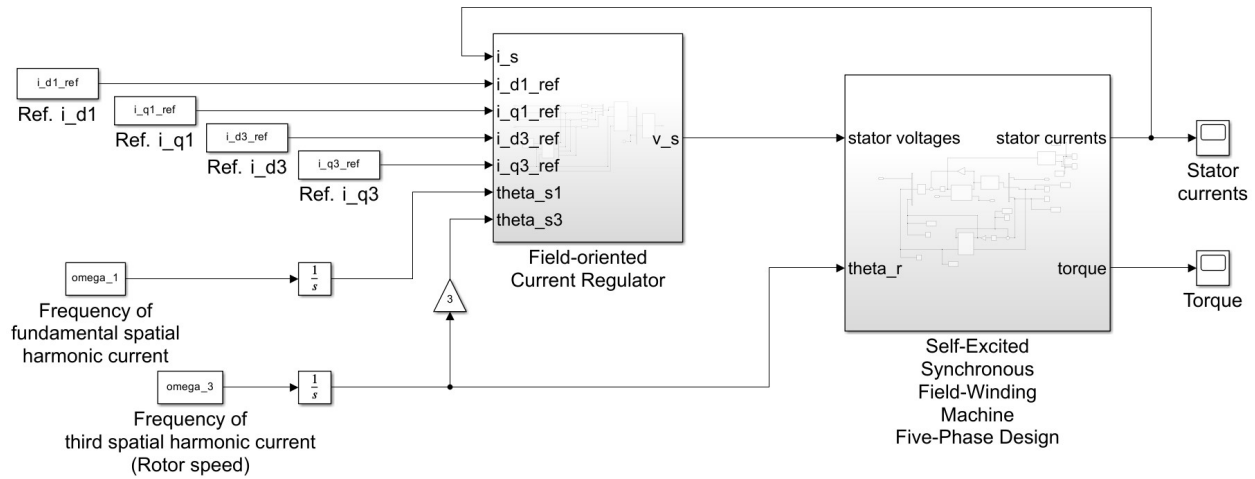 i_d1_ref
Ref. i_d1
i_q1_ref
Ref. i_q1
i_d3_ref
Ref. i_d3
i_q3_ref
Ref. i_q3
omega_1
Frequency of
fundamental spatial
harmonic current
1
s
omega_3
Frequency of
third spatial harmonic current
(Rotor speed)
1
s
3
i_s
i_d1_ref
i_q1_ref
i_d3_ref
i_q3_ref
theta_s1
theta_s3
v_s
Field-oriented
Current Regulator
stator voltages
stator currents
theta_r
torque
Self-Excited
Synchronous
Field-Winding
Machine
Five-Phase Design
Stator
currents
Torque